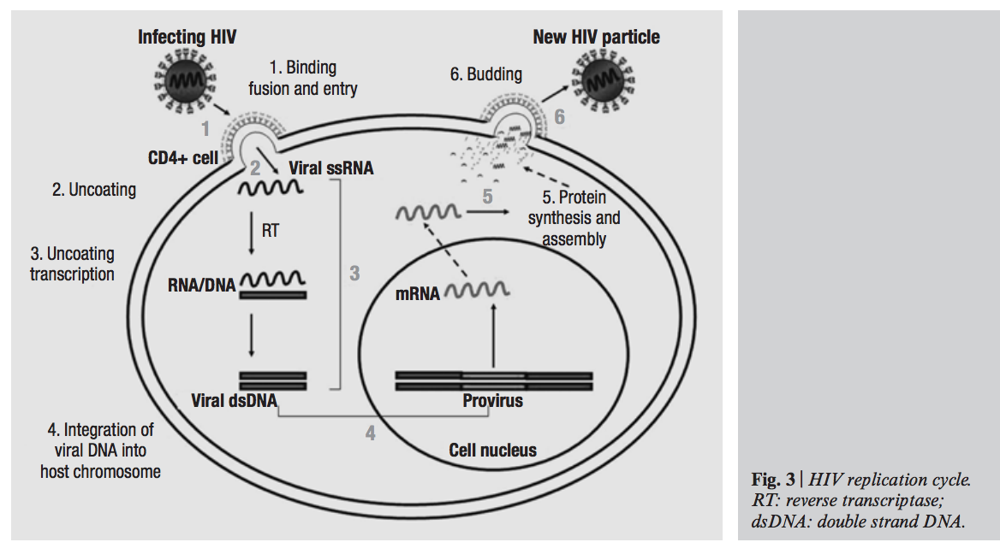 Infecting HIV
New HIV particle
1. Binding
fusion and entry
6. Budding
1
6
CD4+ cell
2
Viral ssRNA
2. Uncoating
5
5. Protein
synthesis and
assembly
RT
3. Uncoating
transcription
3
RNA/DNA
mRNA
Viral dsDNA
Provirus
4
4. Integration of
viral DNA into
host chromosome
Cell nucleus
Fig. 3 | HIV replication cycle.
RT: reverse transcriptase;
dsDNA: double strand DNA.